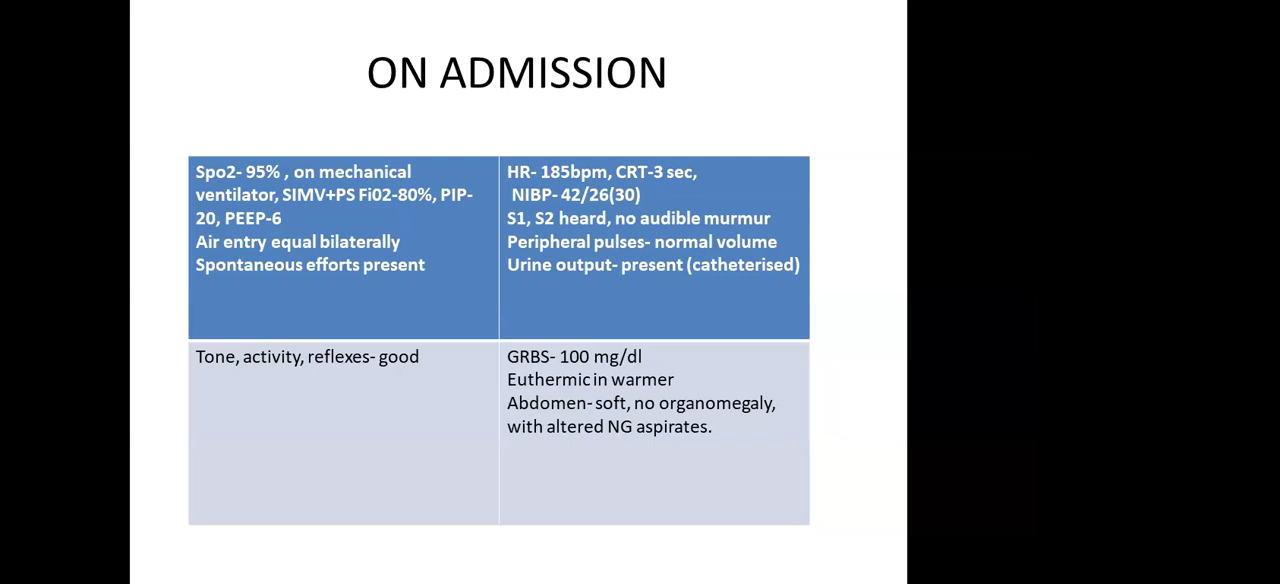 ON ADMISSION
Spo2- 95% , on mechanical
ventilator, SIMV+PS Fi02-80%, PIP-
20, PEEP-6
Air entry equal bilaterally
Spontaneous efforts present
HR- 185bpm, CRT-3 sec,
NIBP- 42/26(30)
S1, S2 heard, no audible murmur
Peripheral pulses- normal volume
Urine output- present (catheterised)
Tone, activity, reflexes- good
GRBS- 100 mg/dl
Euthermic in warmer
Abdomen- soft, no organomegaly,
with altered NG aspirates.